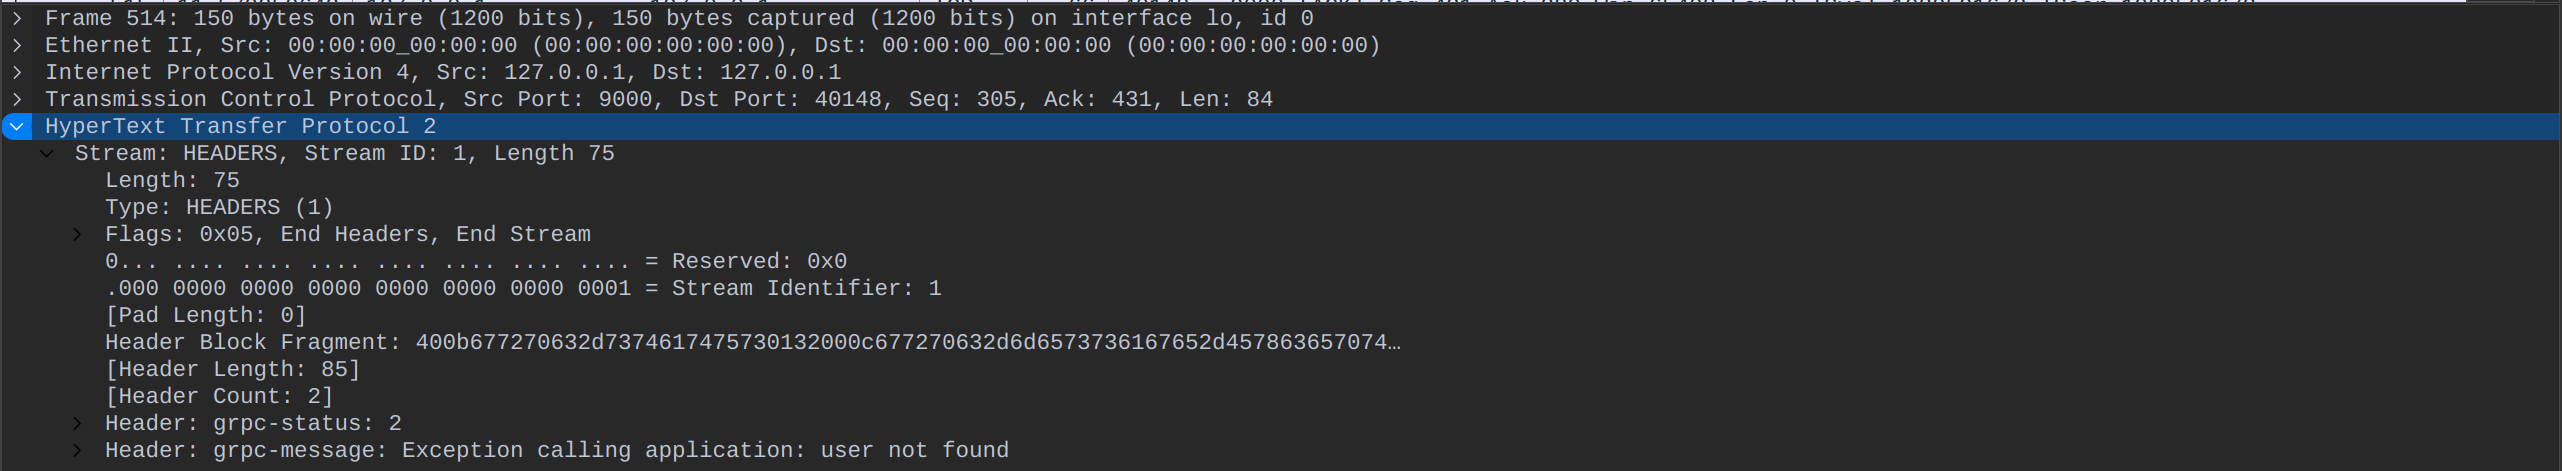 Frame 514: 150 bytes on wire (1200 bits), 150 bytes captured (1200 bits) on interface lo, id 0
Ethernet II, Src: 00:00:00_00:00:00 (00:00:00:00:00:00), Dst: 00:00:00_00:00:00 (00:00:00:00:00:00)
Internet Protocol Version 4, Src: 127.0.0.1, Dst: 127.0.0.1
Transmission Control Protocol, Src Port: 9000, Dst Port: 40148, Seq: 305, Ack: 431, Len: 84
HyperText Transfer Protocol 2
Stream: HEADERS, Stream ID: 1, Length 75
Length: 75
Type: HEADERS (1)
Flags: 0x05, End Headers, End Stream
0... .... .... .... .... .... .... .... = Reserved: 0x0
.000 0000 0000 0000 0000 0000 0000 0001 = Stream Identifier: 1
[Pad Length: 0]
Header Block Fragment: 400b677270632d7374617475730132000c677270632d6d6573736167652d457863657074…
[Header Length: 85]
[Header Count: 2]
Header: grpc-status: 2
Header: grpc-message: Exception calling application: user not found